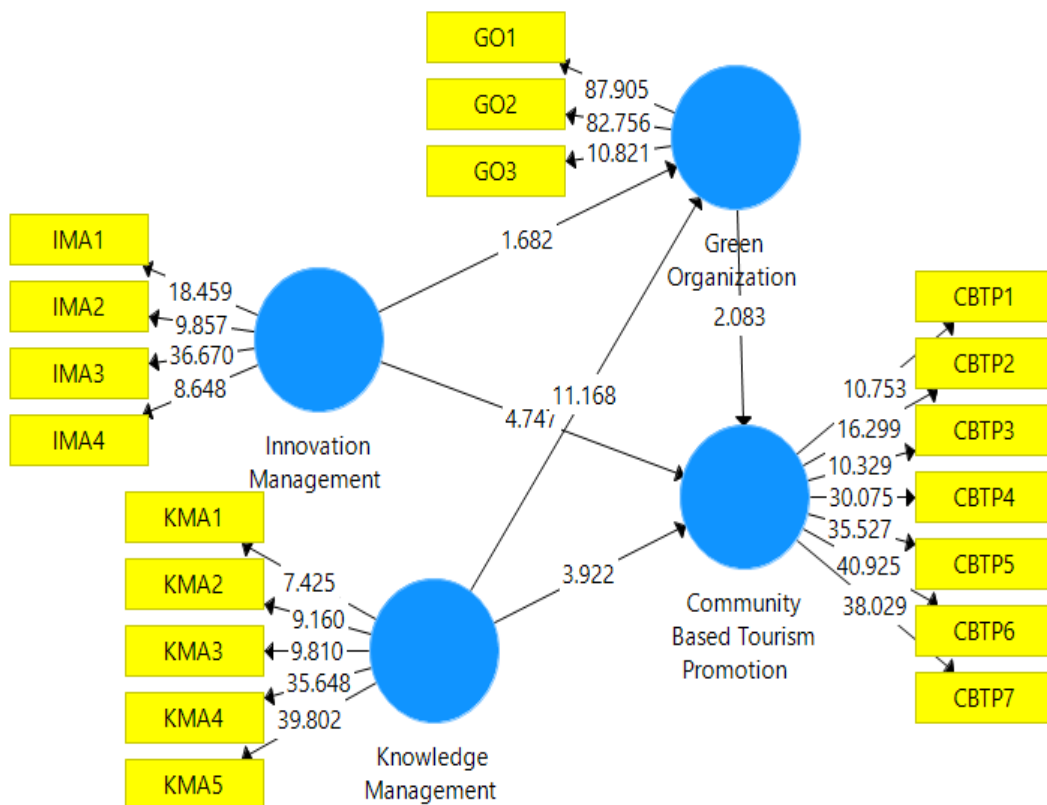 GO1
87.905
GO2
82.756
GO3
10.821
IMA1
18.459
IMA2
9.857
IMA3
36.670
IMA4
8.648
Innovation
Management
1.682
Green
Organization
2.083
11.168
4.747
KMA1
7.425
KMA2
9.160
KMA3
9.810
KMA4
35.648
KMA5
39.802
Knowledge
Management
3.922
Community
Based Tourism
Promotion
CBTP1
10.753
CBTP2
16.299
CBTP3
10.329
CBTP4
30.075
CBTP5
35.527
CBTP6
40.925
CBTP7
38.029